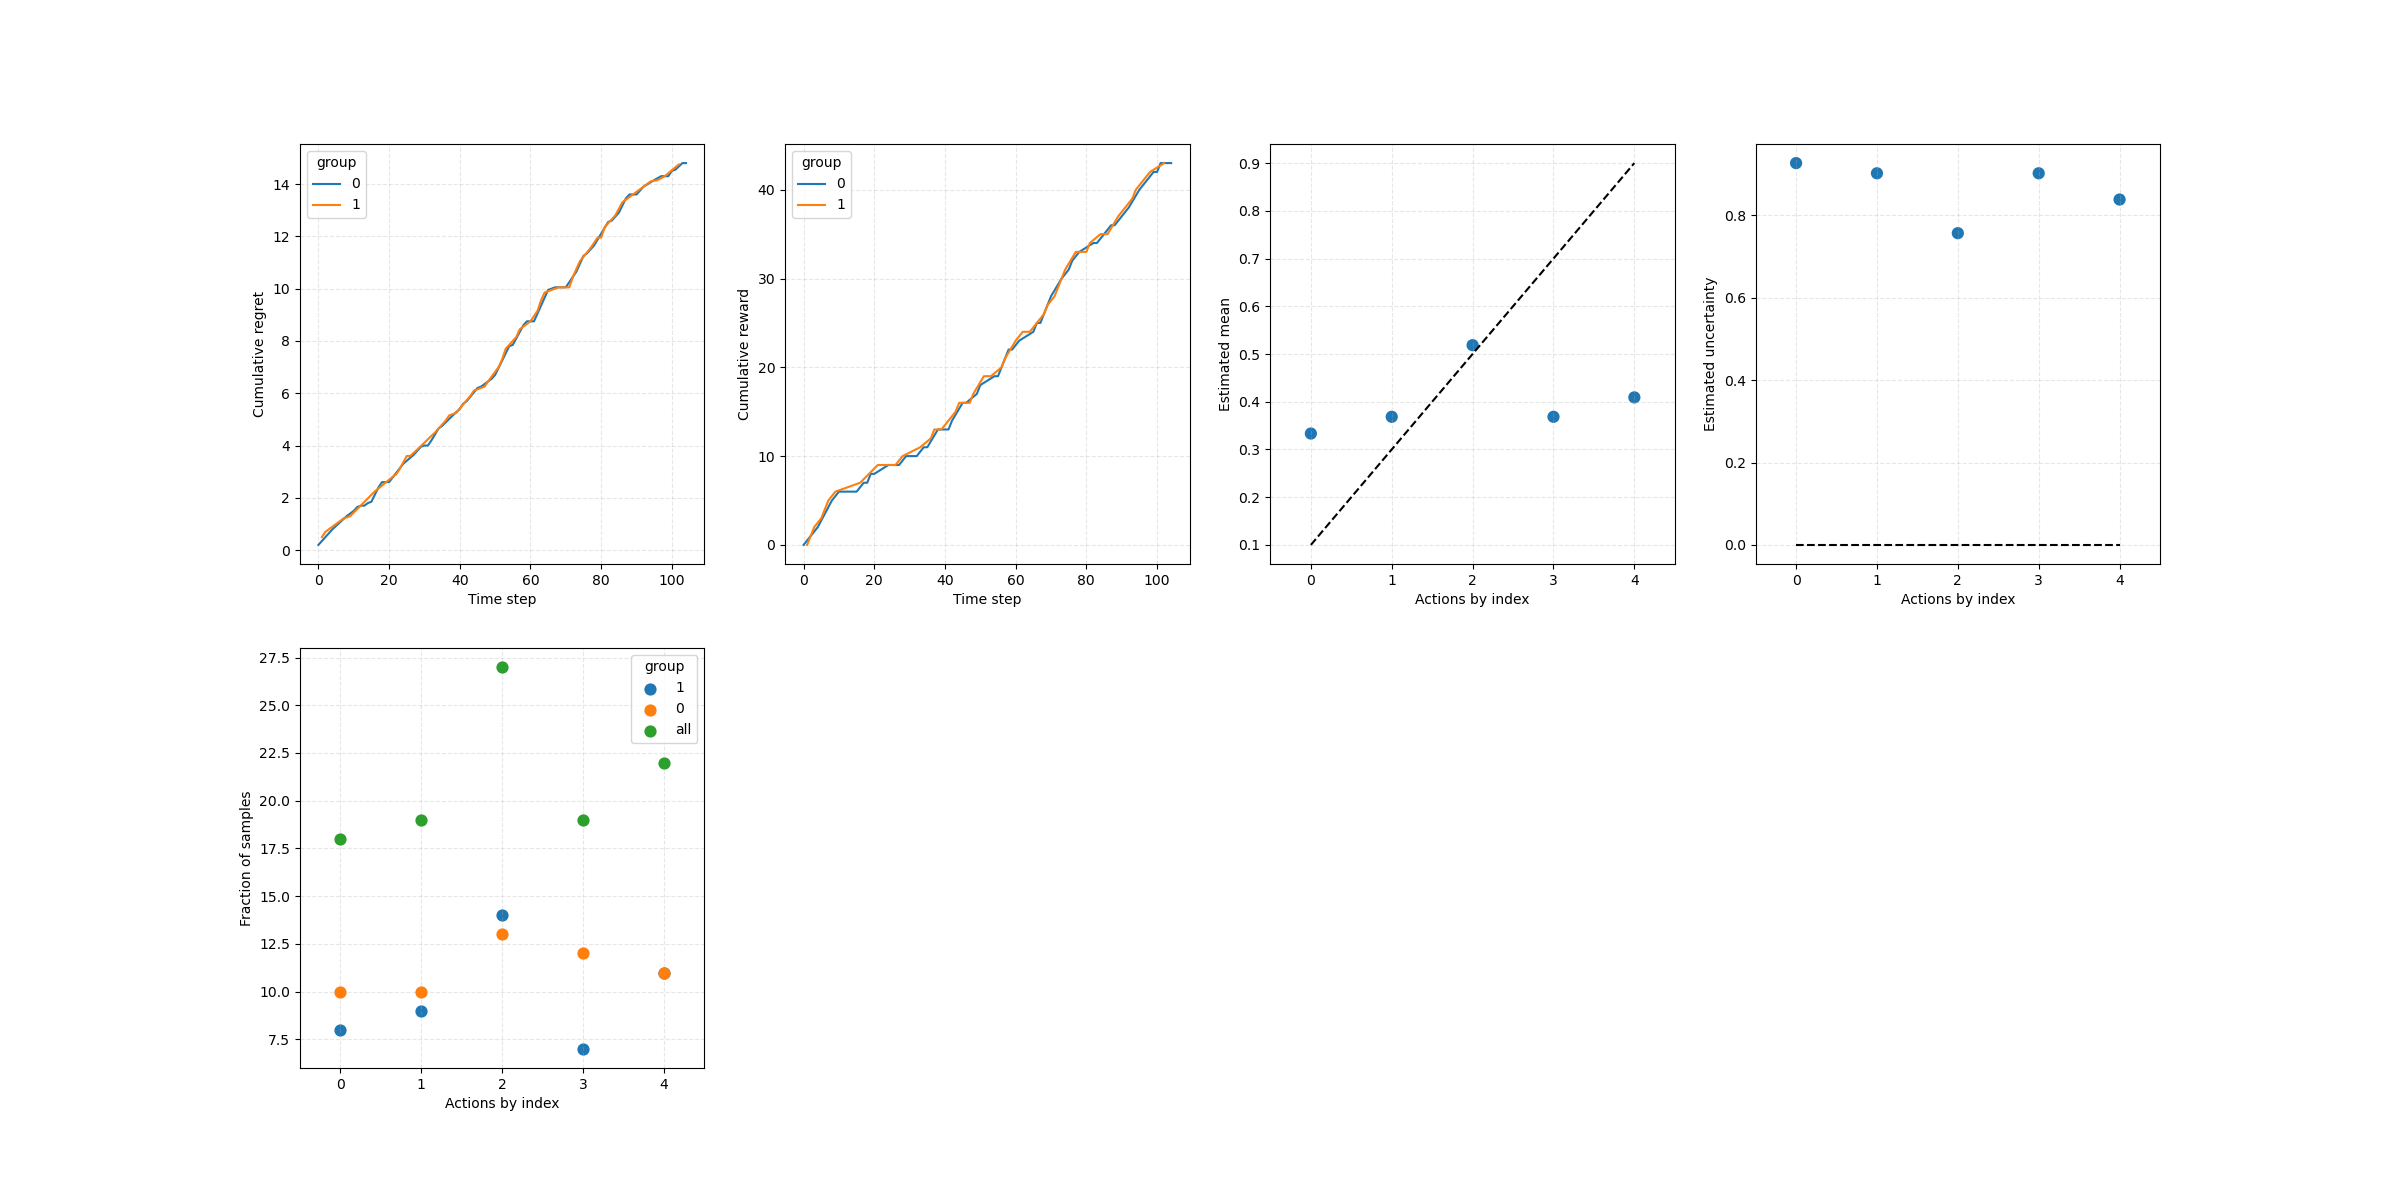 group
0
1
Cumulative regret
0
2
4
6
8
10
12
14
0 20 40 60 80 100
Time step
group
0
1
Cumulative reward
0
10
20
30
40
0 20 40 60 80 100
Time step
Estimated mean
0.9
0.8
0.7
0.6
0.5
0.4
0.3
0.2
0.1
0 1 2 3 4
Actions by index
Estimated uncertainty
0.8
0.6
0.4
0.2
0.0
0 1 2 3 4
Actions by index
group
1
0
all
Fraction of samples
27.5
25.0
22.5
20.0
17.5
15.0
12.5
10.0
7.5
0 1 2 3 4
Actions by index